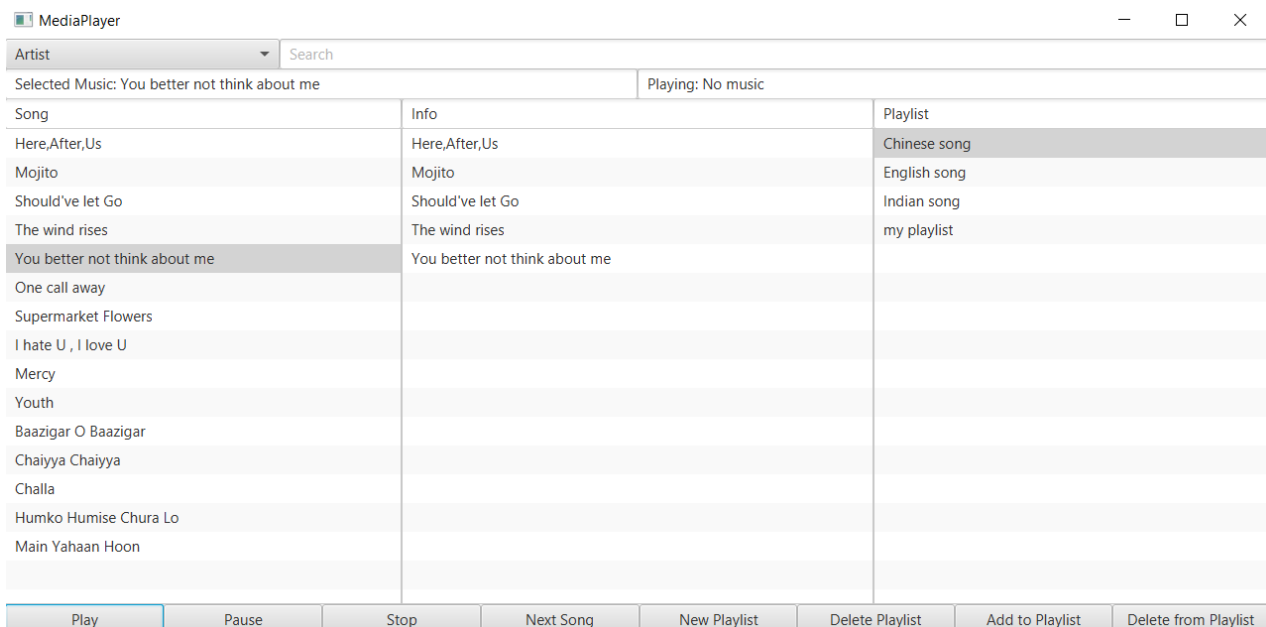 MediaPlayer
Artist Search
Selected Music: You better not think about me Playing: No music
Song Info Playlist
Here,After,Us Here,After,Us Chinese song
Mojito Mojito English song
Should've let Go Should've let Go Indian song
The wind rises The wind rises my playlist
You better not think about me You better not think about me
One call away
Supermarket Flowers
I hate U , I love U
Mercy
Youth
Baazigar O Baazigar
Chaiyya Chaiyya
Challa
Humko Humise Chura Lo
Main Yahaan Hoon
Play Pause Stop Next Song New Playlist Delete Playlist Add to Playlist Delete from Playlist